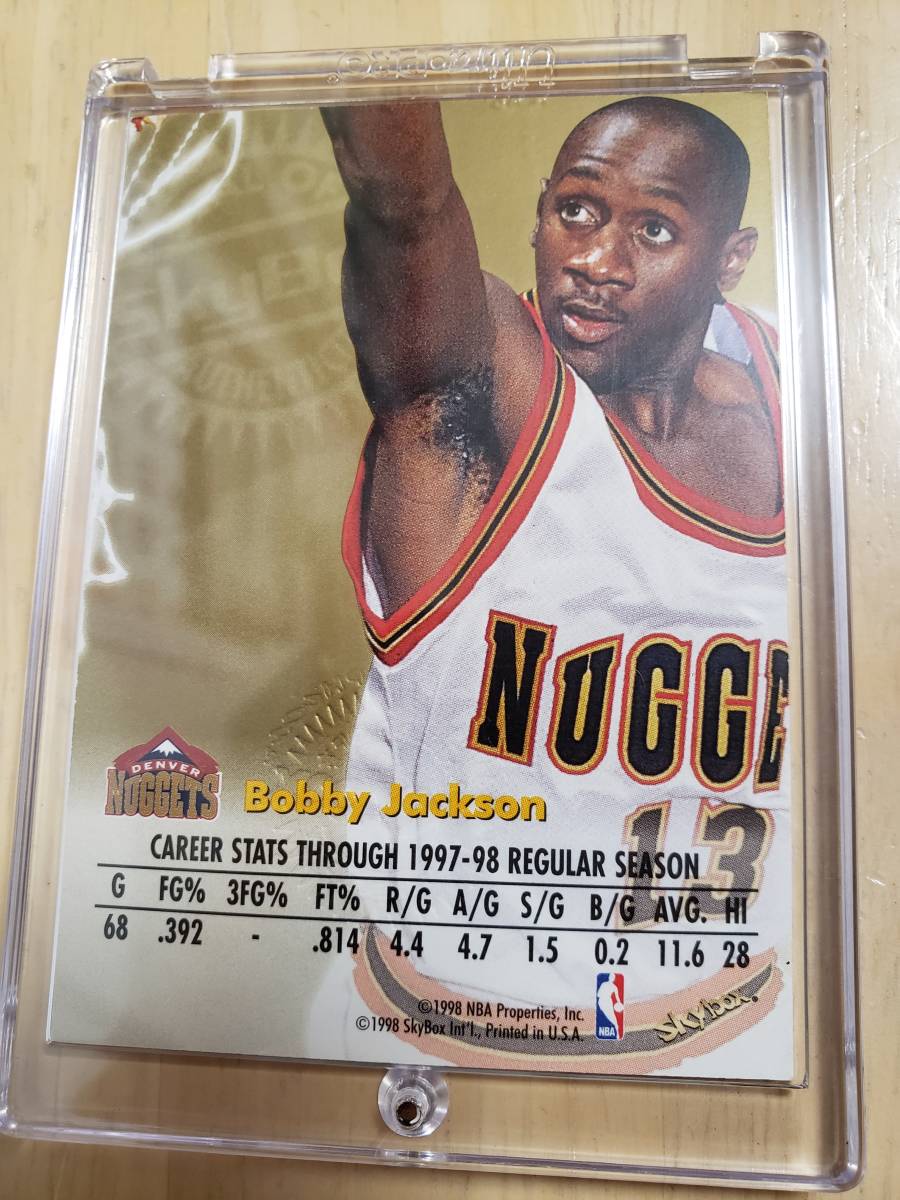 ULTRA PRO.
NUGGE
13
DENVER
NUGGETS
Bobby Jackson
CAREER STATS THROUGH 1997-98 REGULAR SEASON
G FG% 3FG% FT% R/G A/G S/G B/G AVG. HI
68 .392 - .814 4.4 4.7 1.5 0.2 11.6 28
©1998 NBA Properties, Inc.
©1998 SkyBox Int'l., Printed in U.S.A.
NBA
SkyBox®